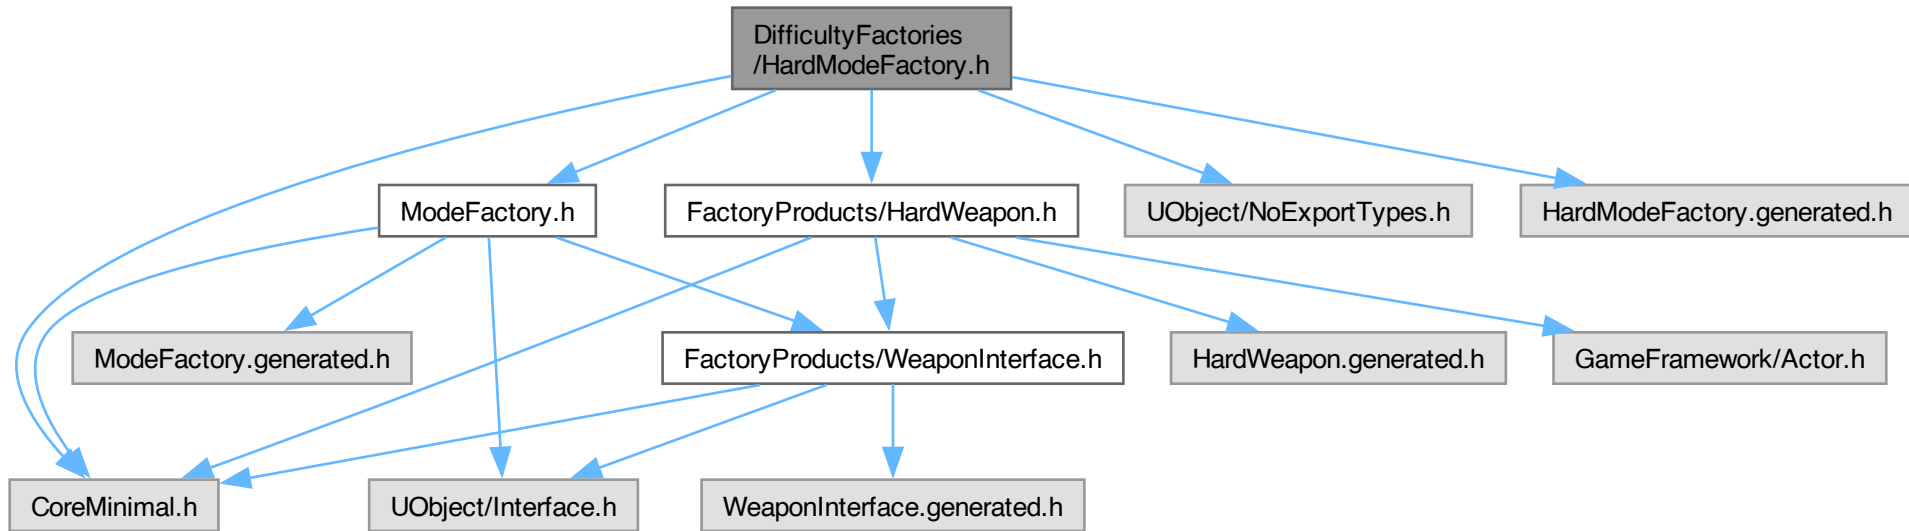 DifficultyFactories
/HardModeFactory.h
ModeFactory.h
FactoryProducts/HardWeapon.h
UObject/NoExportTypes.h
HardModeFactory.generated.h
ModeFactory.generated.h
FactoryProducts/WeaponInterface.h
HardWeapon.generated.h
GameFramework/Actor.h
CoreMinimal.h
UObject/Interface.h
WeaponInterface.generated.h